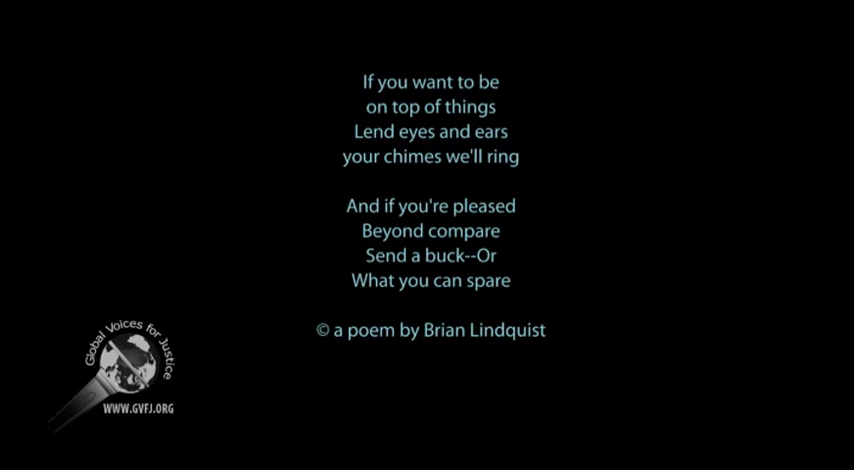 If you want to be
on top of things
Lend eyes and ears
your chimes we'll ring
And if you're pleased
Beyond compare
Send a buck--Or
What you can spare
© a poem by Brian Lindquist
Global Voices for Justice
WWW.GVFJ.ORG